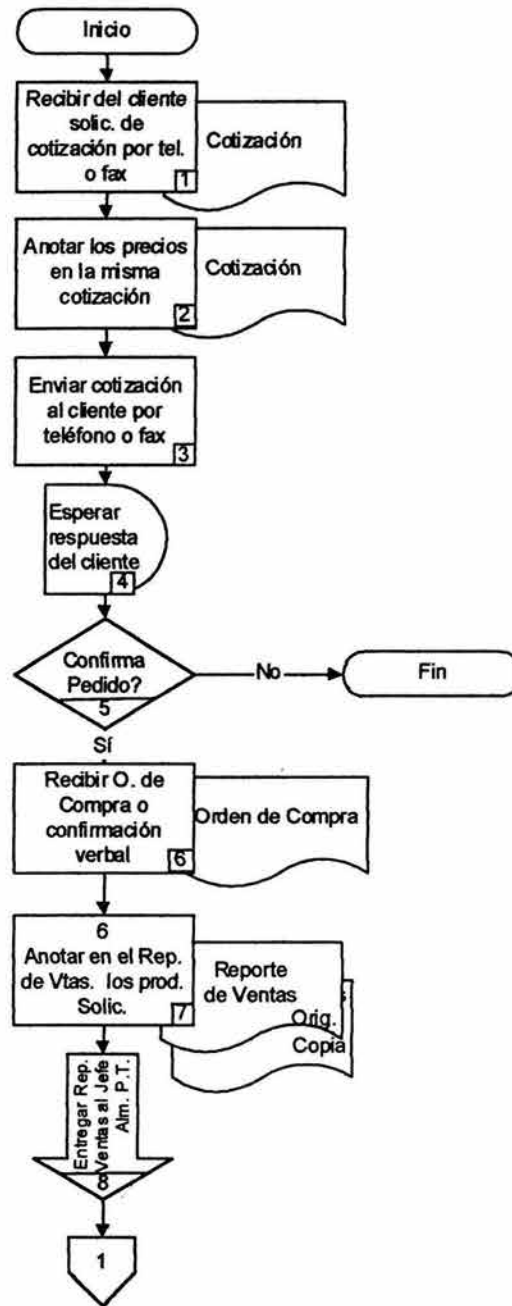 Inicio
Recibir del cliente
solic. de
cotización por tel.
o fax
1
Cotización
Anotar los precios
en la misma
cotización
2
Cotización
Enviar cotización
al cliente por
teléfono o fax
3
Esperar
respuesta
del cliente
4
Confirma
Pedido?
5
No
Fin
Sí
Recibir O. de
Compra o
confirmación
verbal
6
Orden de Compra
6
Anotar en el Rep.
de Vtas. los prod.
Solic.
7
Reporte
de Ventas
Orig.
Copia
Entregar Rep.
Ventas al Jefe
Alm. P.T.
8
1